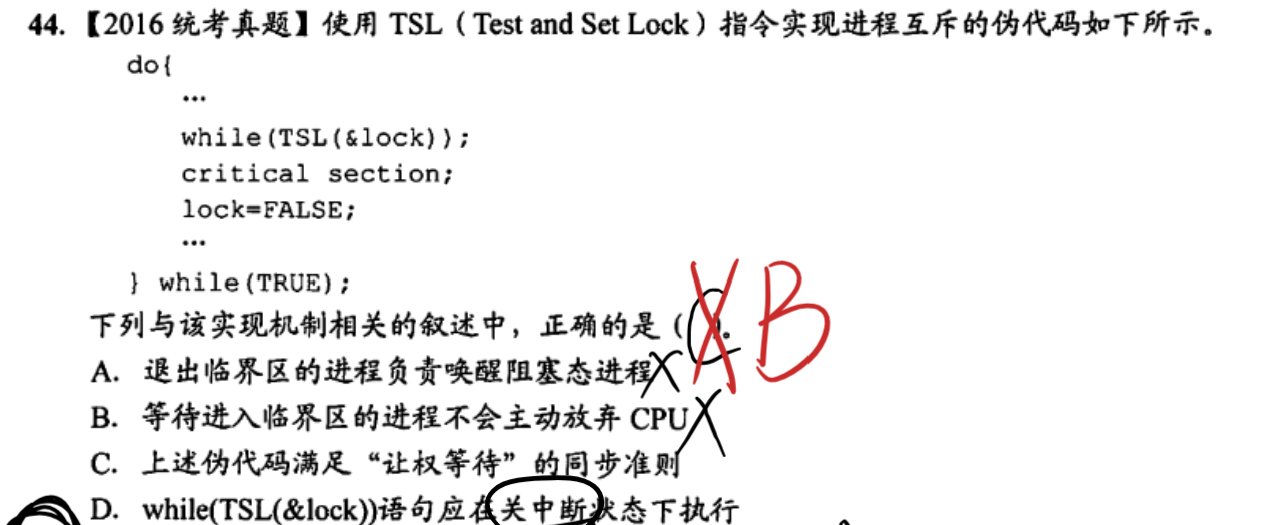 44.【2016 统考真题】使用 TSL（Test and Set Lock）指令实现进程互斥的伪代码如下所示。
do{
...
while(TSL(&lock));
critical section;
lock=FALSE;
...
} while(TRUE);
下列与该实现机制相关的叙述中，正确的是（C）. B
A. 退出临界区的进程负责唤醒阻塞态进程 X
B. 等待进入临界区的进程不会主动放弃 CPU X
C. 上述伪代码满足“让权等待”的同步准则
D. while(TSL(&lock))语句应在关中断状态下执行